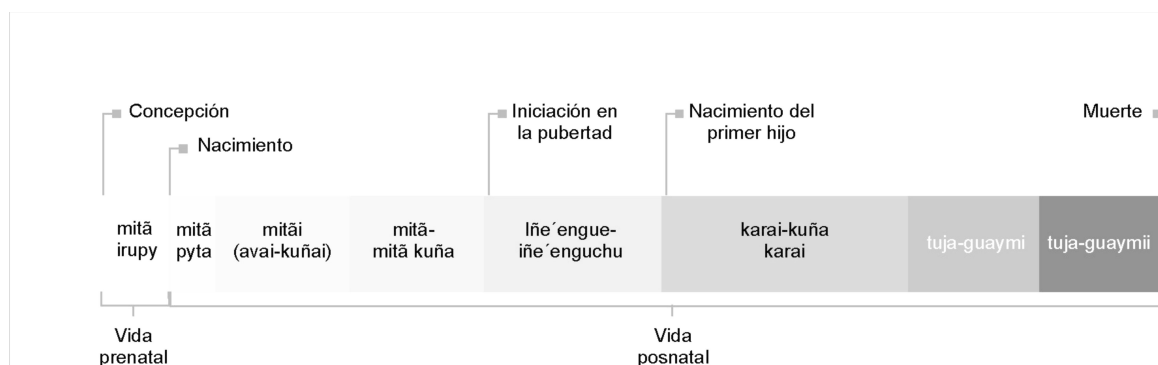 Concepción
Nacimiento
Iniciación en
la pubertad
Nacimiento del
primer hijo
Muerte
mitã
irupy
mitã
pyta
mitãi
(avai-kuñai)
mitã-
mitã kuña
Iñe´engue-
iñe´enguchu
karai-kuña
karai
tuja-guaymi
tuja-guaymii
Vida
prenatal
Vida
posnatal